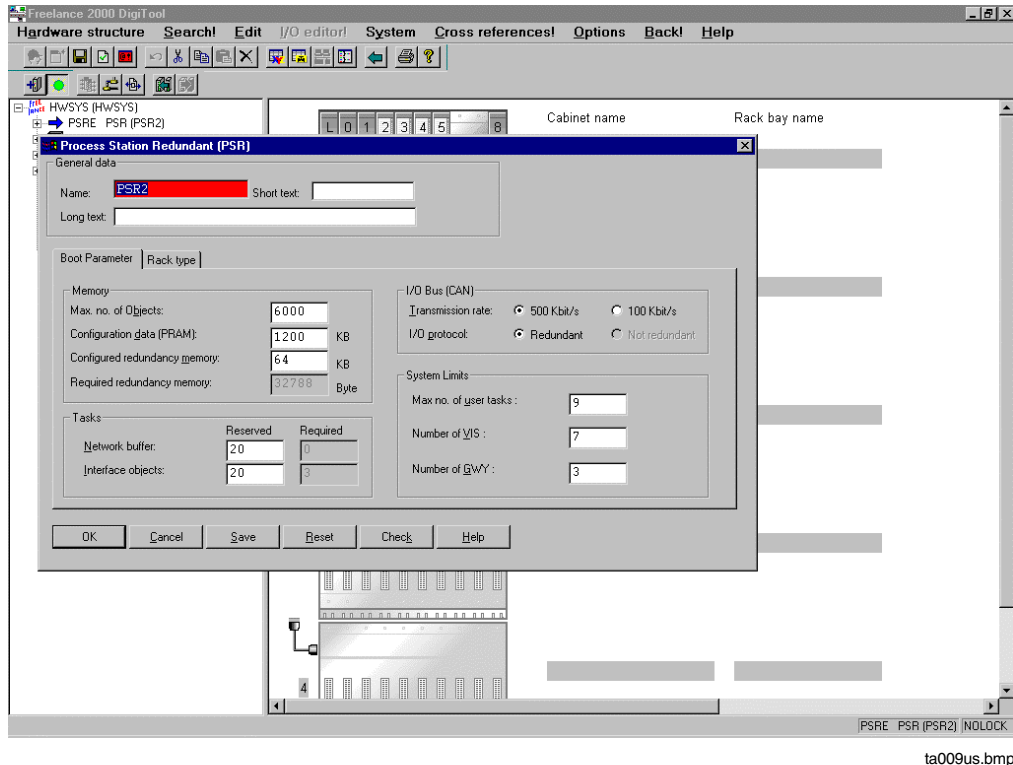 Freelance 2000 DigiTool
Hardware structure Search! Edit I/O editor! System Cross references! Options Back! Help
HWSYS (HWSYS)
PSRE PSR (PSR2)
L 0 1 2 3 4 5 8
Cabinet name Rack bay name
Process Station Redundant (PSR)
General data
Name: PSR2 Short text:
Long text:
Boot Parameter Rack type
Memory
Max. no. of Objects: 6000
Configuration data (PRAM): 1200 KB
Configured redundancy memory: 64 KB
Required redundancy memory: 32788 Byte
Tasks
Reserved Required
Network buffer: 20 0
Interface objects: 20 3
I/O Bus (CAN)
Transmission rate: 500 Kbit/s 100 Kbit/s
I/O protocol: Redundant Not redundant
System Limits
Max no. of user tasks : 9
Number of VIS : 7
Number of GWY : 3
OK Cancel Save Reset Check Help
4
PSRE PSR (PSR2) NOLOCK
ta009us.bmp